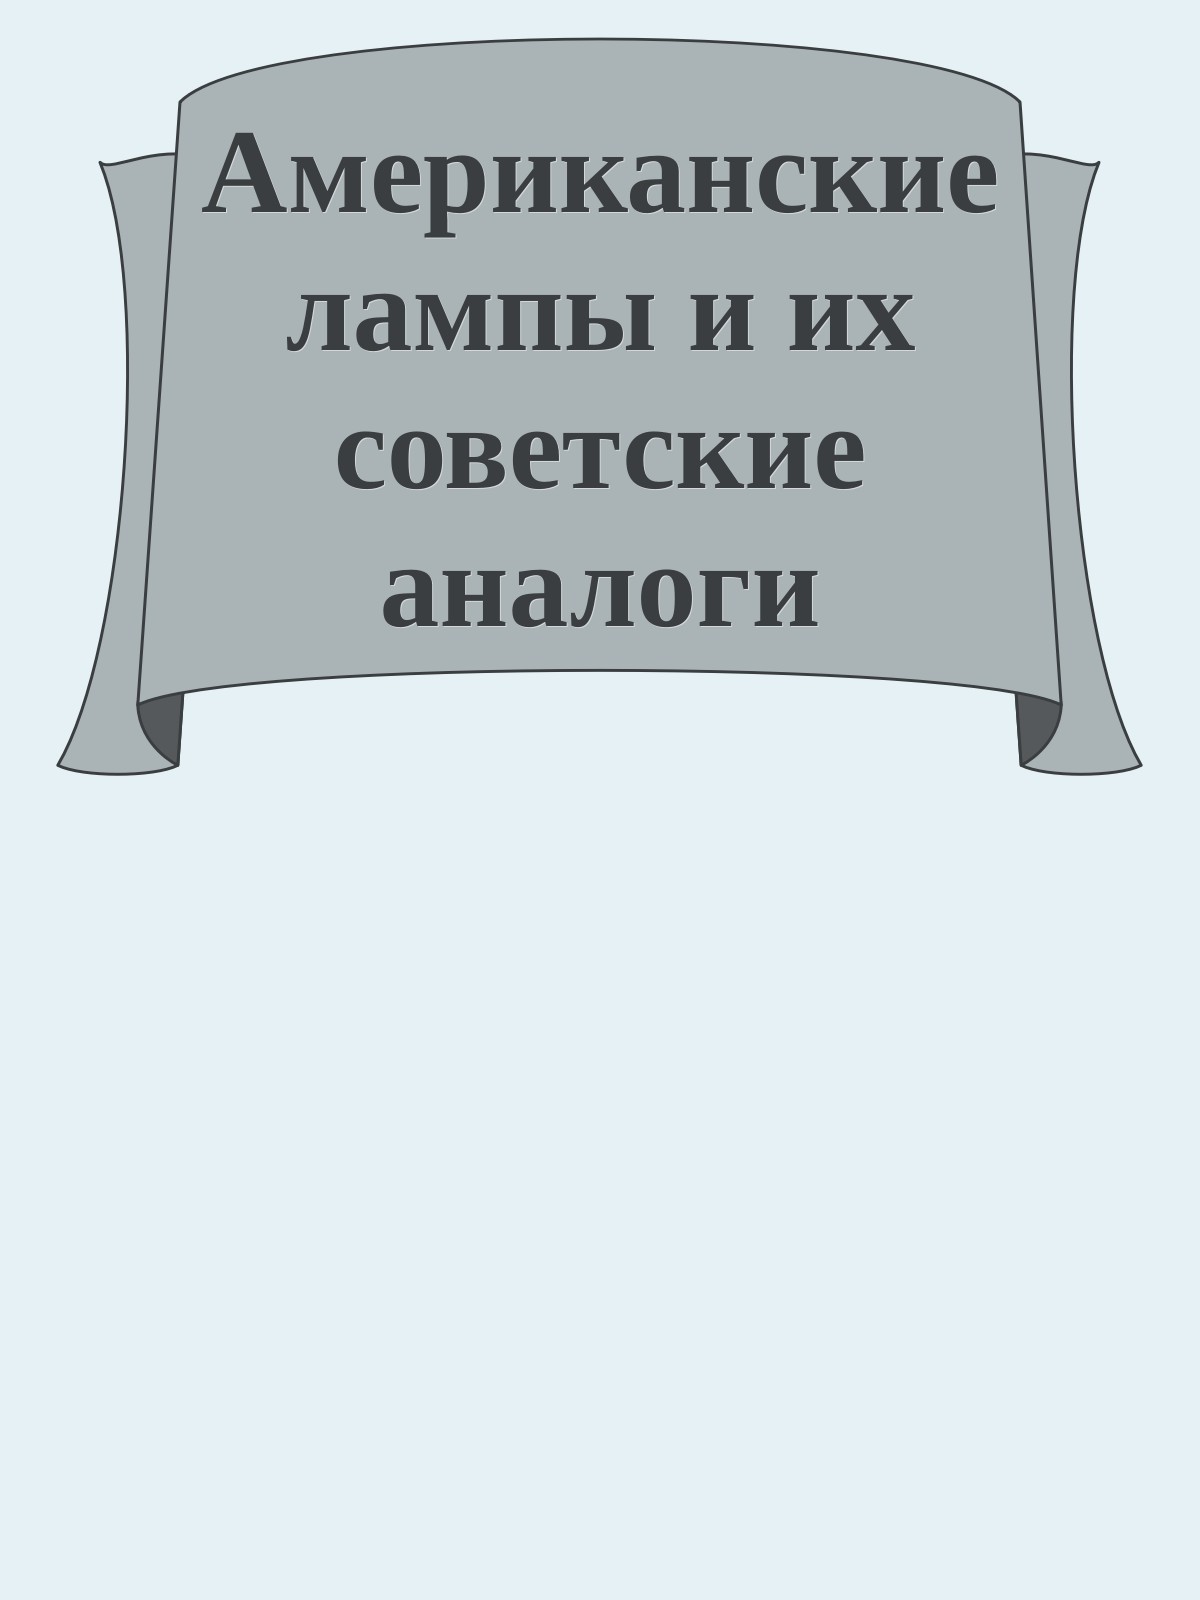 Американские
лампы и их
советские
аналоги